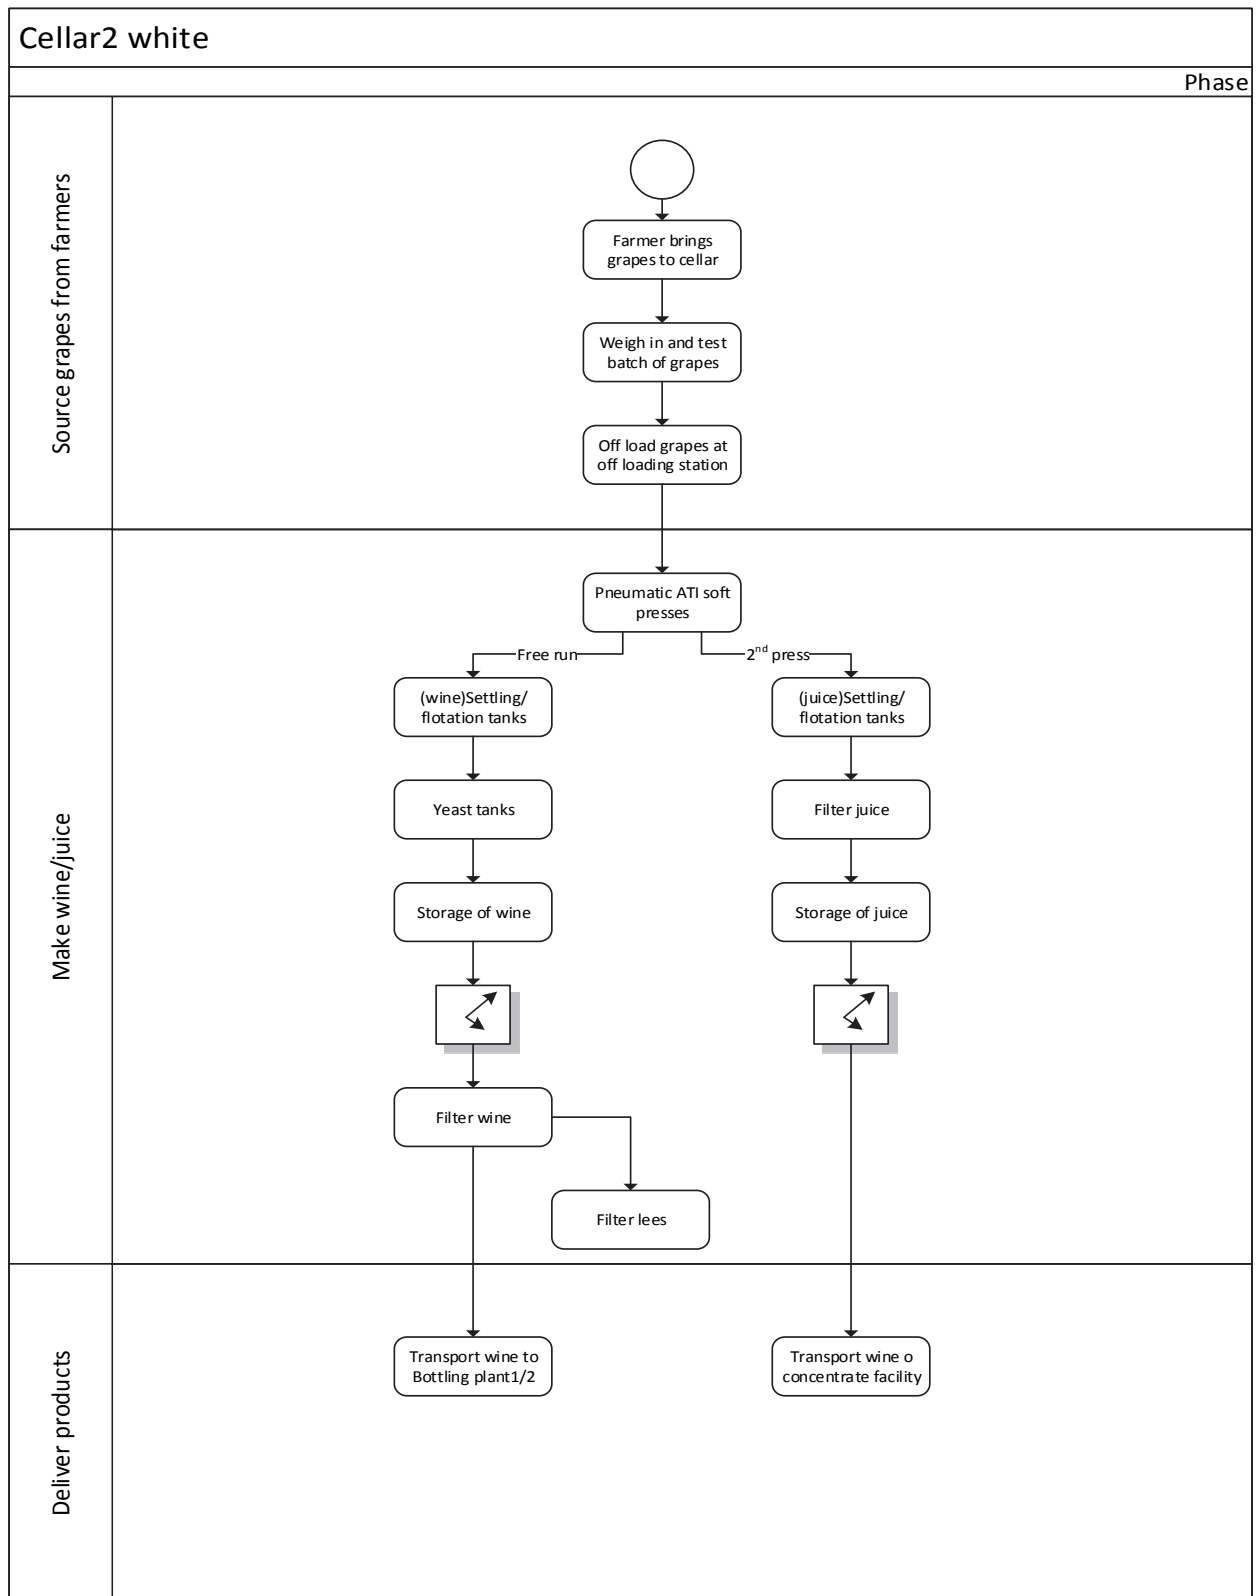 Cellar2 white
Phase
Source grapes from farmers
Farmer brings
grapes to cellar
Weigh in and test
batch of grapes
Off load grapes at
off loading station
Make wine/juice
Pneumatic ATI soft
presses
Free run
2nd press
(wine)Settling/
flotation tanks
(juice)Settling/
flotation tanks
Yeast tanks
Filter juice
Storage of wine
Storage of juice
Filter wine
Filter lees
Deliver products
Transport wine to
Bottling plant1/2
Transport wine o
concentrate facility